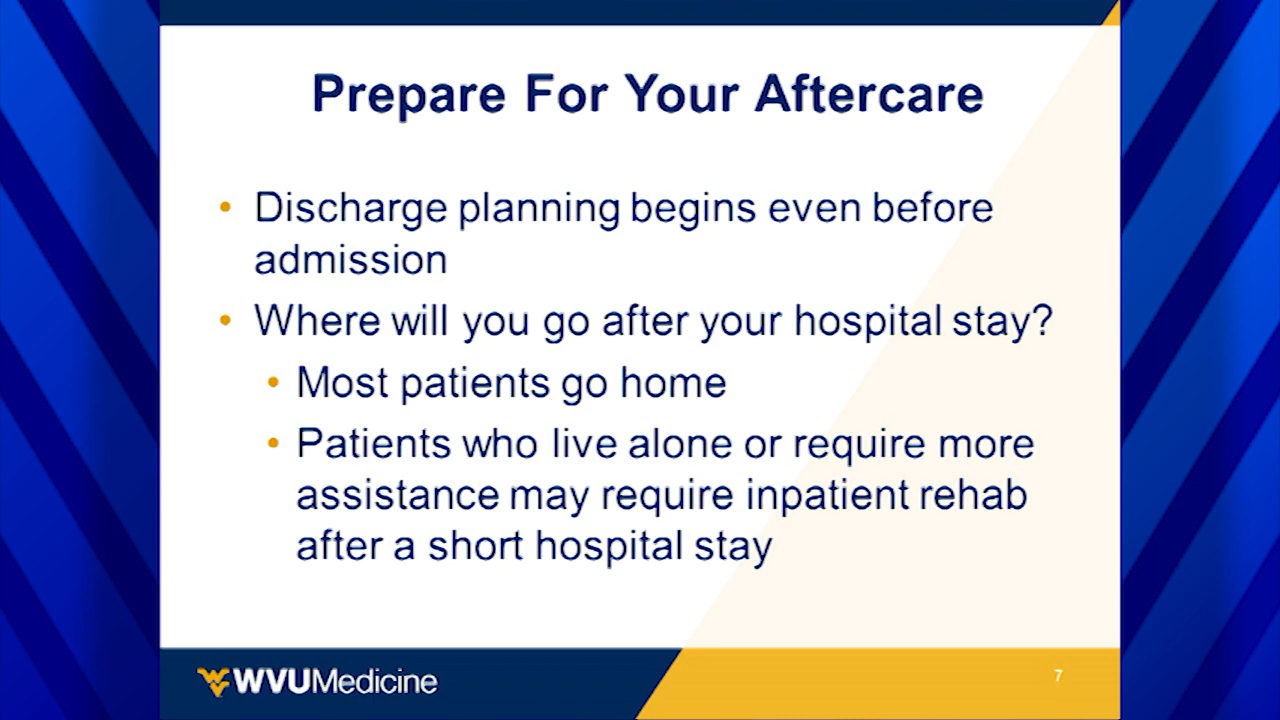 Prepare For Your Aftercare
• Discharge planning begins even before
admission
• Where will you go after your hospital stay?
• Most patients go home
• Patients who live alone or require more
assistance may require inpatient rehab
after a short hospital stay
WVUMedicine
7